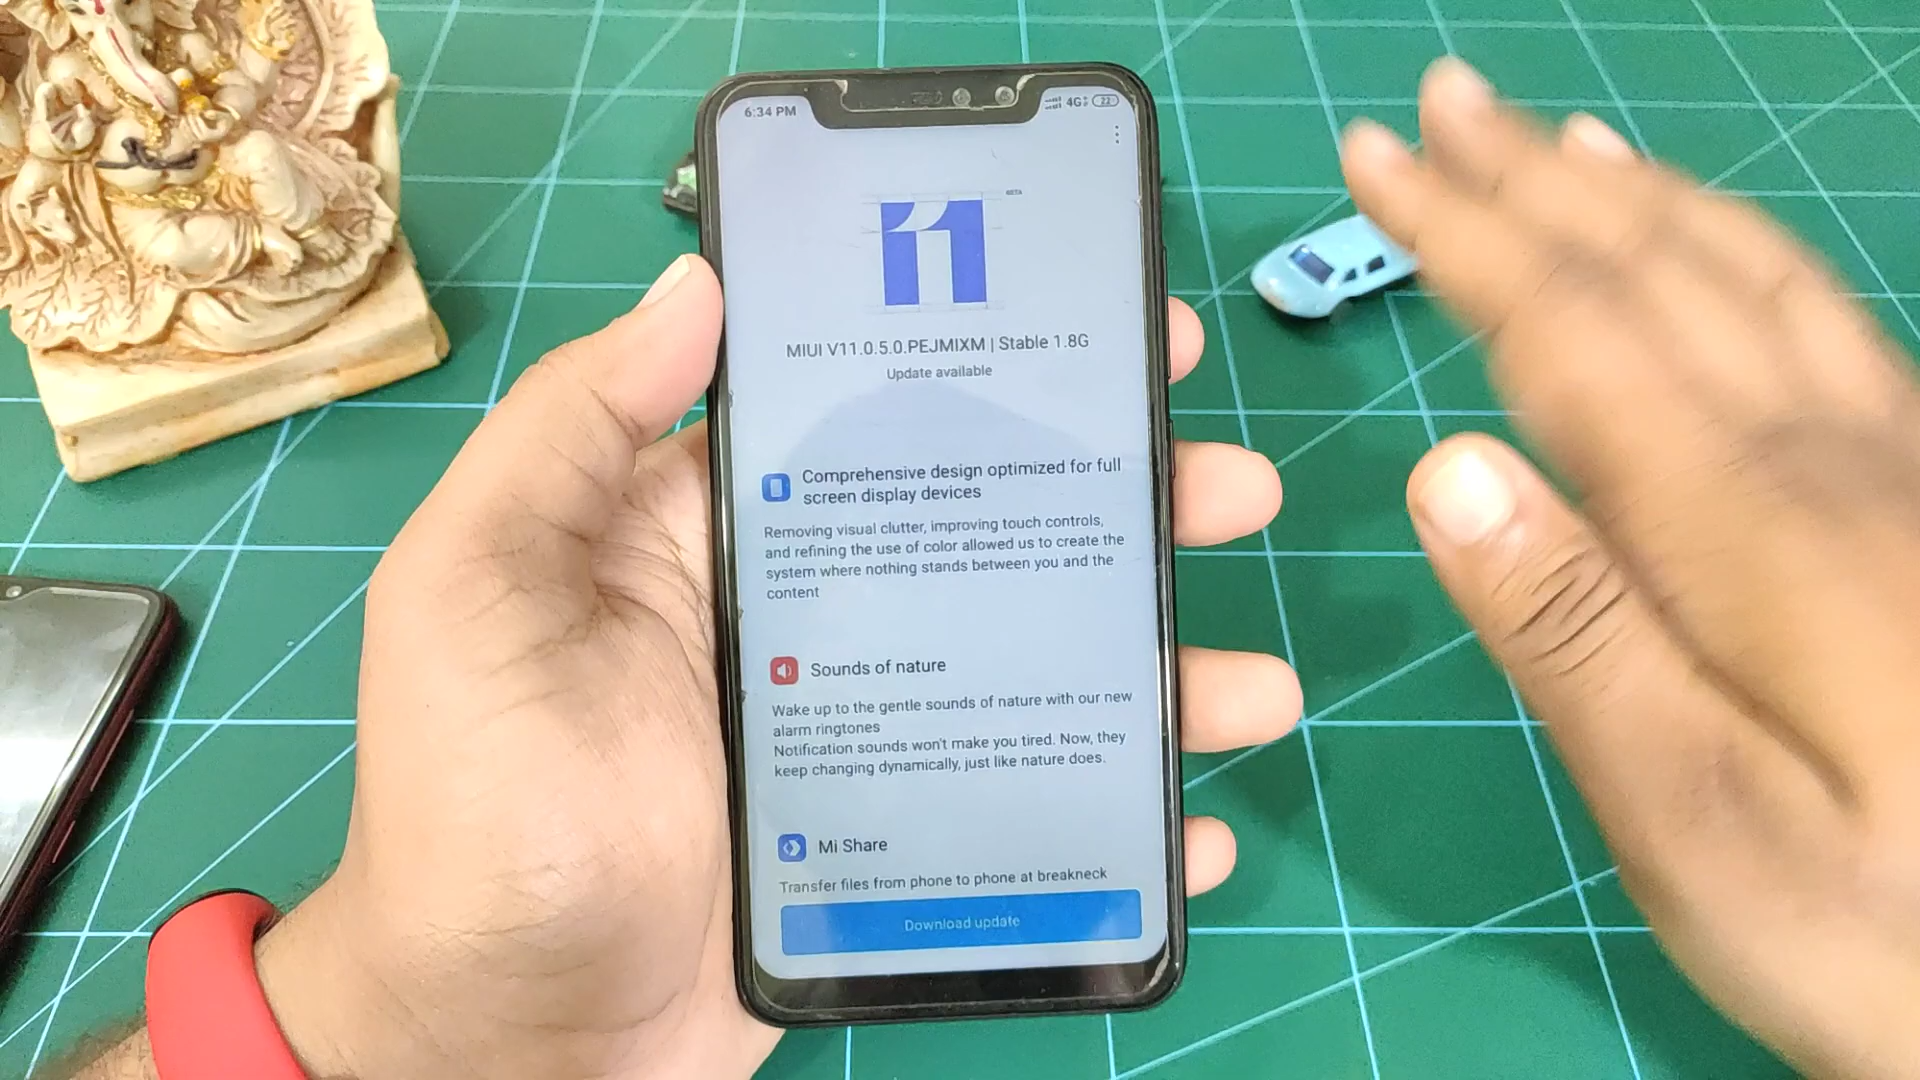 6:34 PM
4G
22
BETA
11
MIUI V11.0.5.0.PEJMIXM | Stable 1.8G
Update available
Comprehensive design optimized for full
screen display devices
Removing visual clutter, improving touch controls,
and refining the use of color allowed us to create the
system where nothing stands between you and the
content
Sounds of nature
Wake up to the gentle sounds of nature with our new
alarm ringtones
Notification sounds won't make you tired. Now, they
keep changing dynamically, just like nature does.
Mi Share
Transfer files from phone to phone at breakneck
Download update